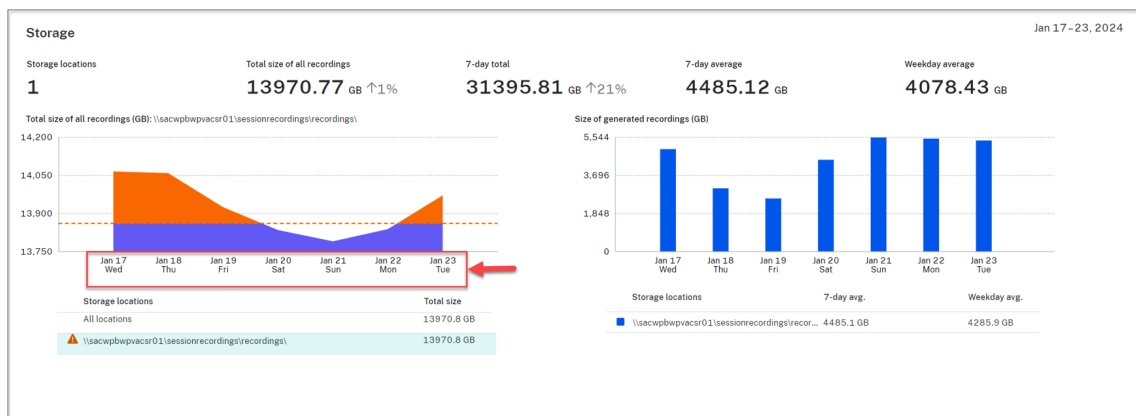 Storage
Jan 17–23, 2024
Storage locations
1
Total size of all recordings
13970.77 GB ↑1%
7-day total
31395.81 GB ↑21%
7-day average
4485.12 GB
Weekday average
4078.43 GB
Total size of all recordings (GB): \\sacwpbwpvacsr01\sessionrecordings\recordings\
14,200
14,050
13,900
13,750
Jan 17 Jan 18 Jan 19 Jan 20 Jan 21 Jan 22 Jan 23
Wed Thu Fri Sat Sun Mon Tue
Storage locations Total size
All locations 13970.8 GB
\\sacwpbwpvacsr01\sessionrecordings\recordings\ 13970.8 GB
Size of generated recordings (GB)
5,544
3,696
1,848
0
Jan 17 Jan 18 Jan 19 Jan 20 Jan 21 Jan 22 Jan 23
Wed Thu Fri Sat Sun Mon Tue
Storage locations 7-day avg. Weekday avg.
\\sacwpbwpvacsr01\sessionrecordings\recor... 4485.1 GB 4285.9 GB